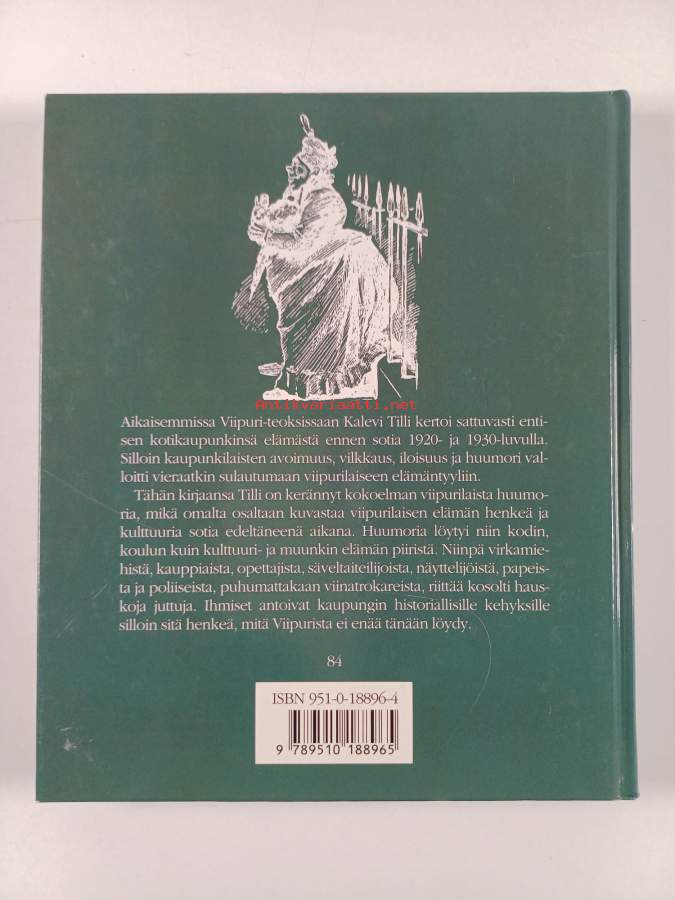 Antikvariaatti.net
Aikaisemmissa Viipuri-teoksissaan Kalevi Tilli kertoi sattuvasti enti-
sen kotikaupunkinsa elämästä ennen sotia 1920- ja 1930-luvulla.
Silloin kaupunkilaisten avoimuus, vilkkaus, iloisuus ja huumori val-
loitti vieraatkin sulautumaan viipurilaiseen elämäntyyliin.
Tähän kirjaansa Tilli on kerännyt kokoelman viipurilaista huumo-
ria, mikä omalta osaltaan kuvastaa viipurilaisen elämän henkeä ja
kulttuuria sotia edeltäneenä aikana. Huumoria löytyi niin kodin,
koulun kuin kulttuuri- ja muunkin elämän piiristä. Niinpä virkamie-
histä, kauppiaista, opettajista, säveltaiteilijoista, näyttelijöistä, papeis-
ta ja poliiseista, puhumattakaan viinatrokareista, riittää kosolti haus-
koja juttuja. Ihmiset antoivat kaupungin historiallisille kehyksille
silloin sitä henkeä, mitä Viipurista ei enää tänään löydy.
84
ISBN 951-0-18896-4
9 789510 188965